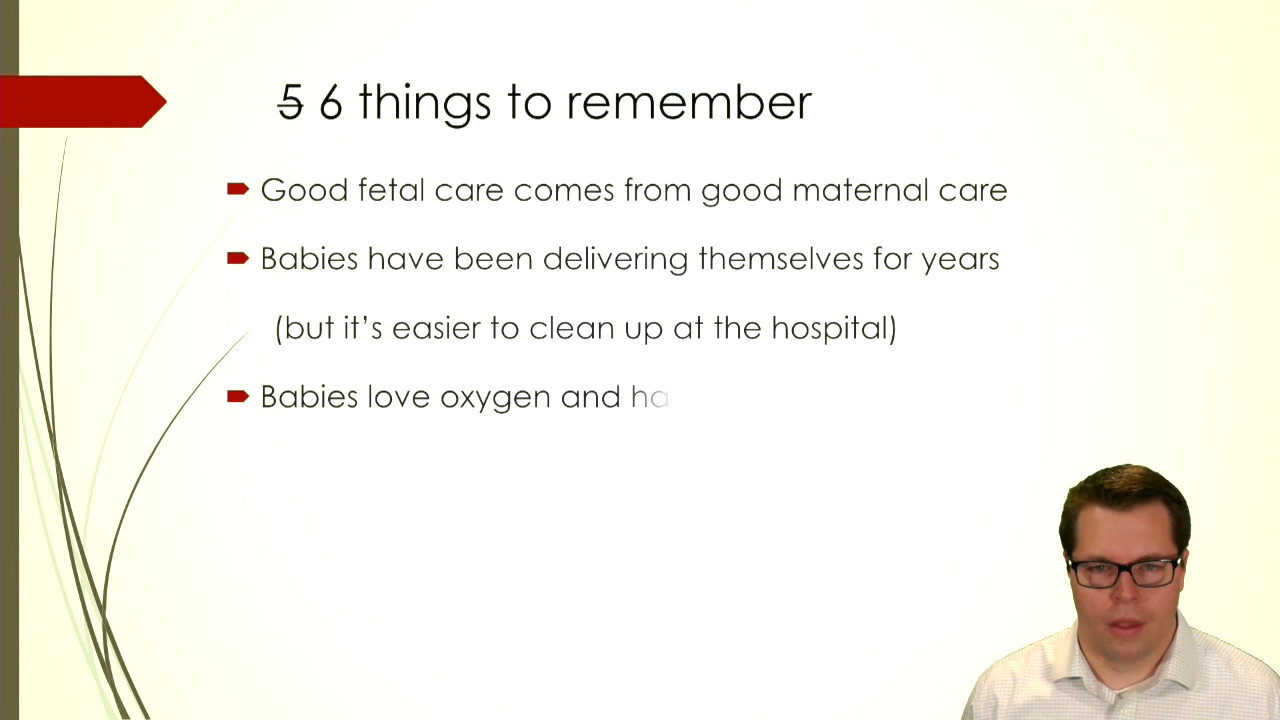 5 6 things to remember
Good fetal care comes from good maternal care
Babies have been delivering themselves for years
(but it's easier to clean up at the hospital)
Babies love oxygen and ha